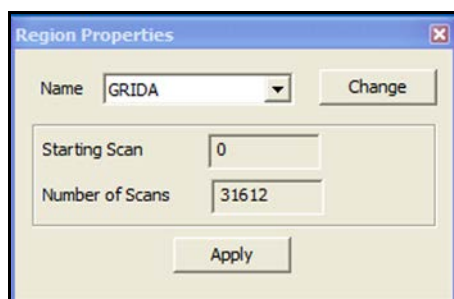 Region Properties
Name GRIDA Change
Starting Scan 0
Number of Scans 31612
Apply